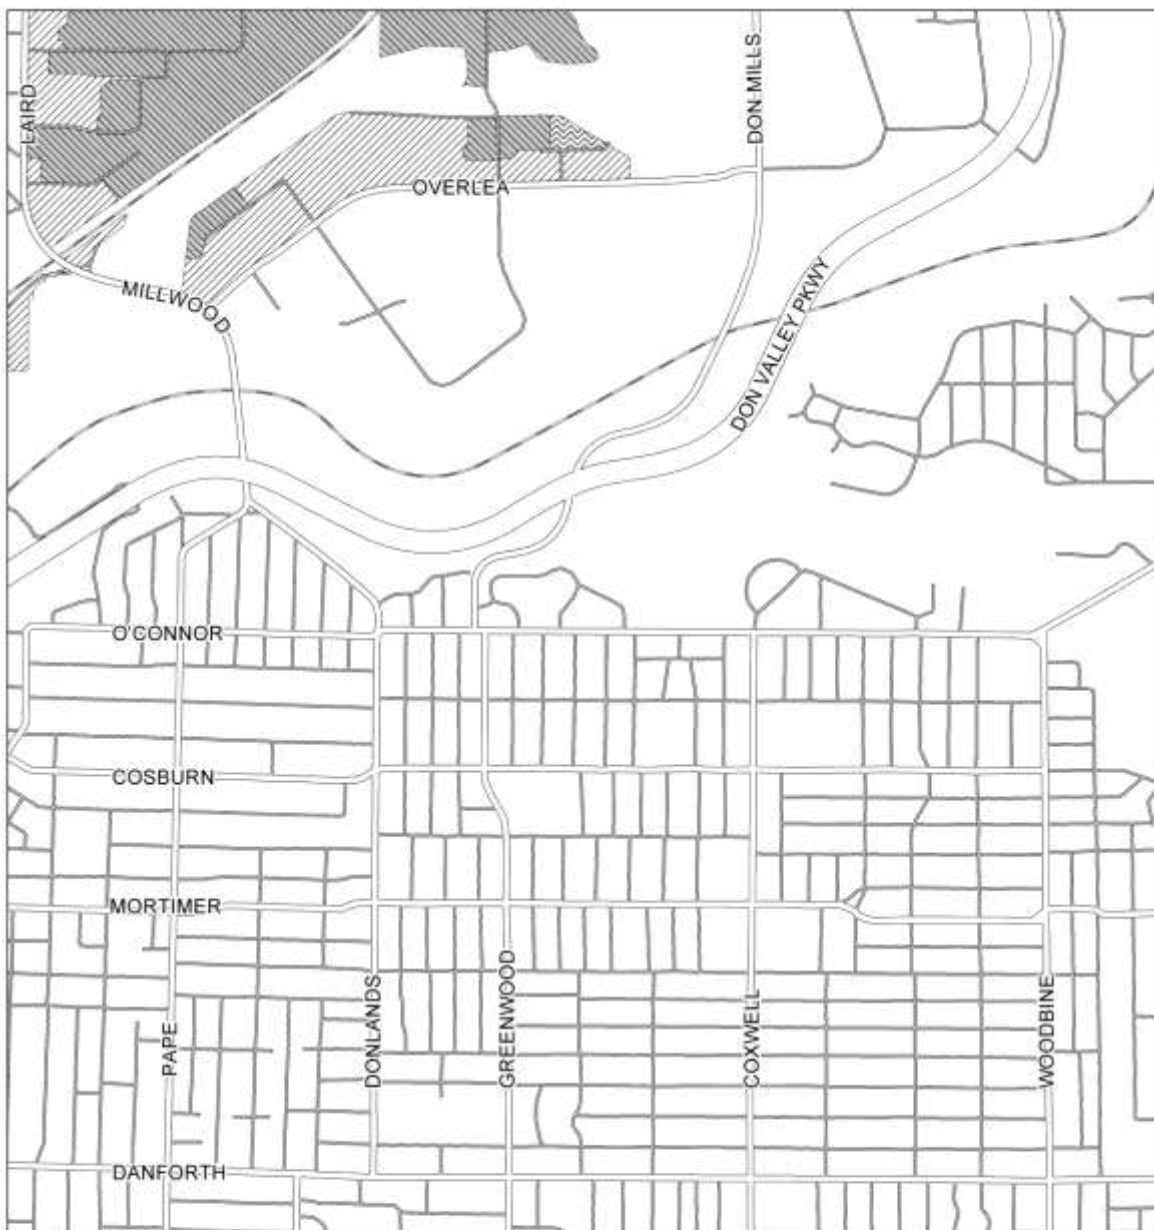 LAIRD
DON MILLS
OVERLEA
MILLWOOD
DON VALLEY PKWY
O'CONNOR
COSBURN
MORTIMER
PAPE
DONLANDS
GREENWOOD
COXWELL
WOODBINE
DANFORTH